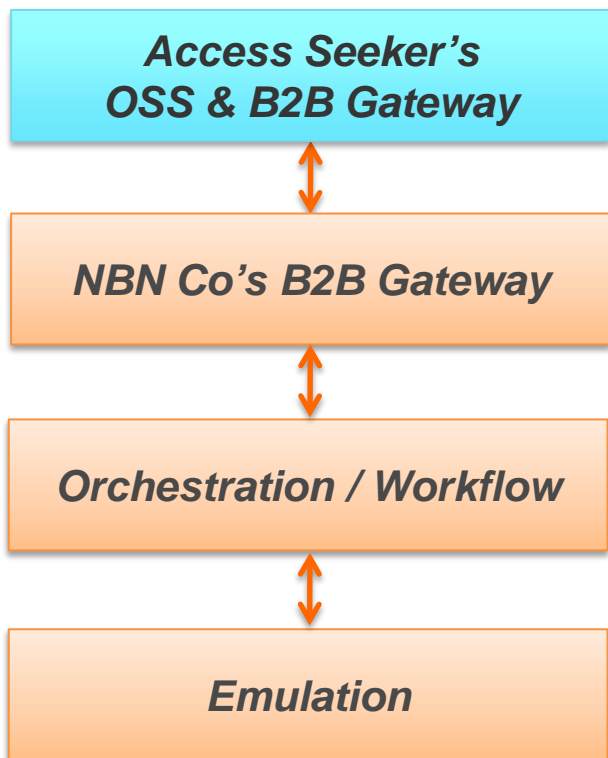 Access Seeker’s
OSS & B2B Gateway
NBN Co’s B2B Gateway
Orchestration / Workflow
Emulation